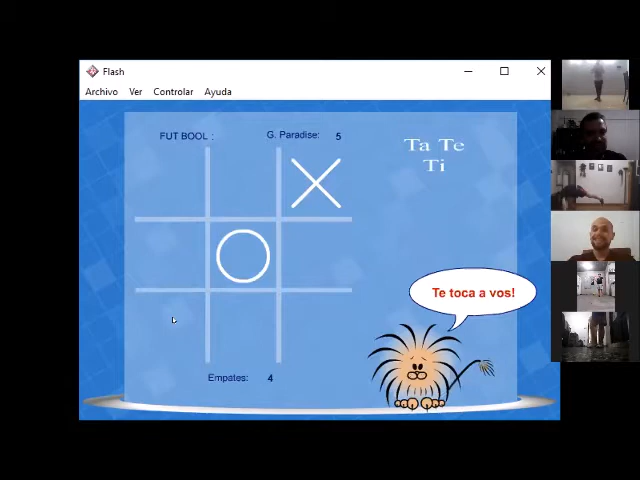 Flash
Archivo Ver Controlar Ayuda
FUT BOOL : G. Paradise: 5
Ta Te
Ti
Te toca a vos!
Empates: 4